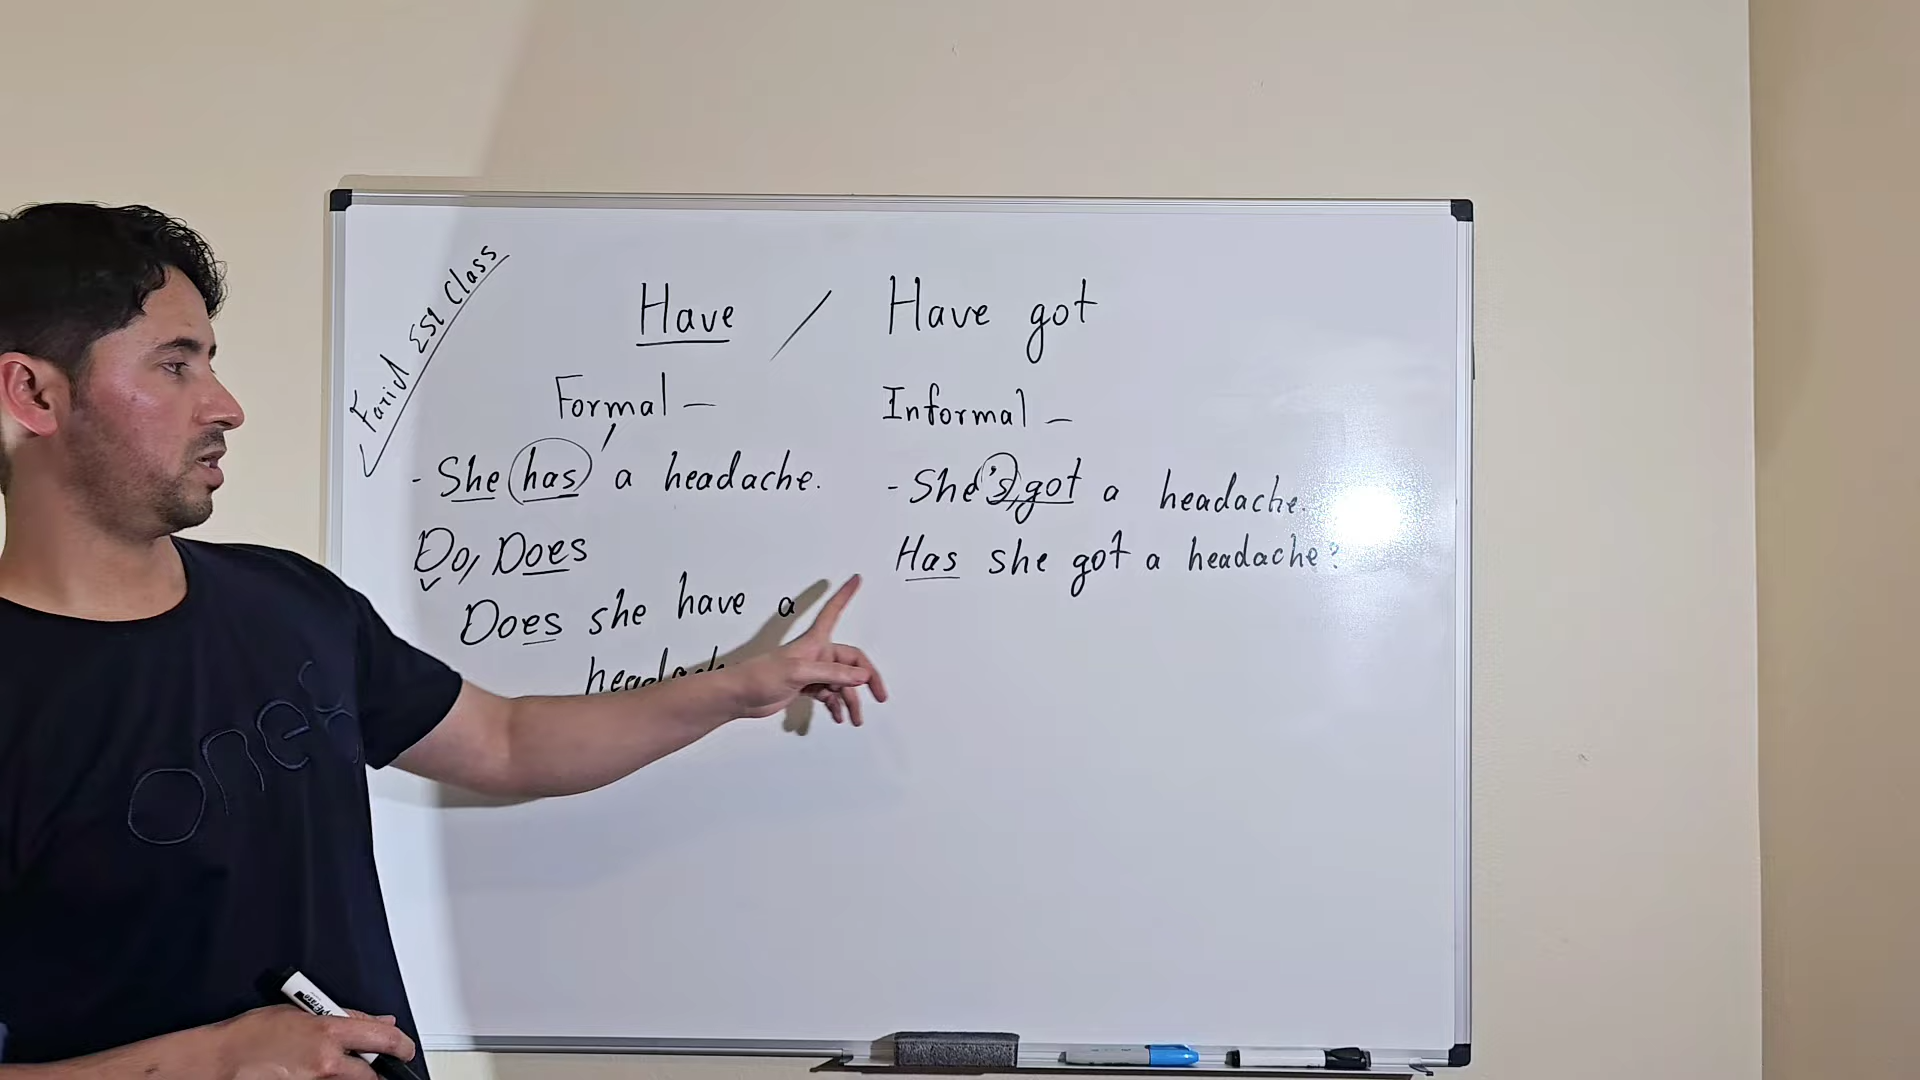 Farid ESL Class
Have / Have got
Formal –
- She has a headache.
Do, Does
Does she have a
Informal –
- She's got a headache.
Has she got a headache?